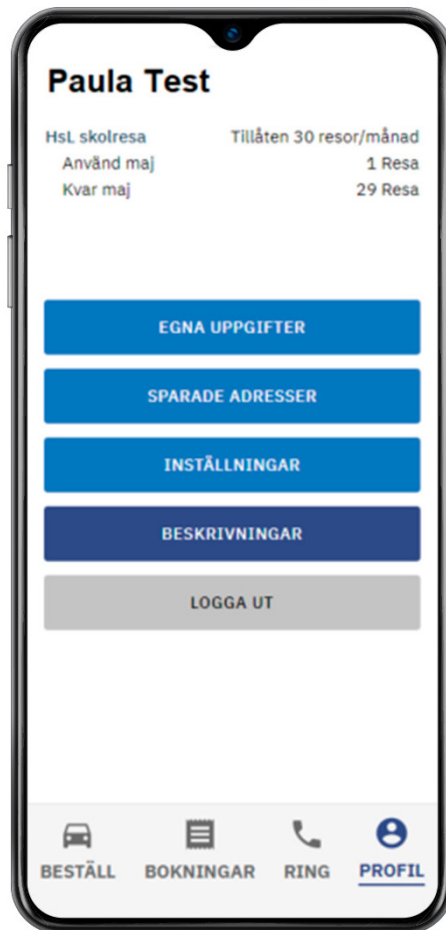 Paula Test
HsL skolresa Tillåten 30 resor/månad
Använd maj 1 Resa
Kvar maj 29 Resa
EGNA UPPGIFTER
SPARADE ADRESSER
INSTÄLLNINGAR
BESKRIVNINGAR
LOGGA UT
BESTÄLL BOKNINGAR RING PROFIL